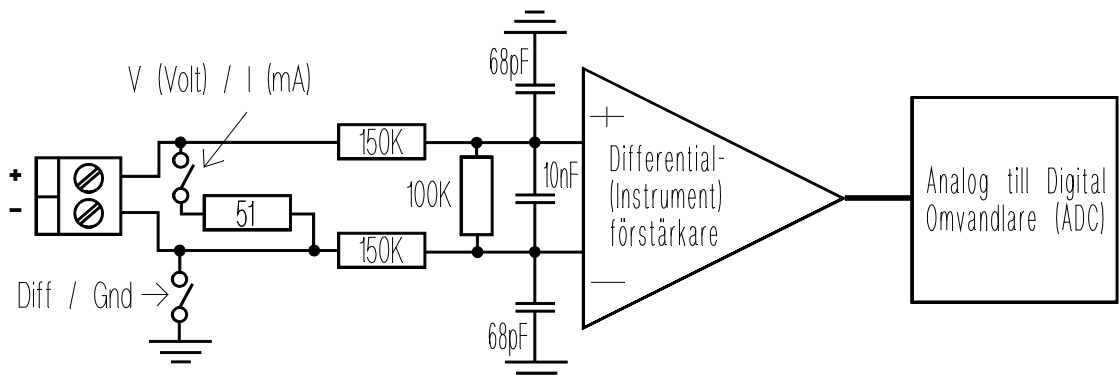 68pF
V (Volt) / I (mA)
+
-
150K
100K
10nF
51
150K
+
Differential-
(Instrument)
förstärkare
—
Analog till Digital
Omvandlare (ADC)
Diff / Gnd
68pF